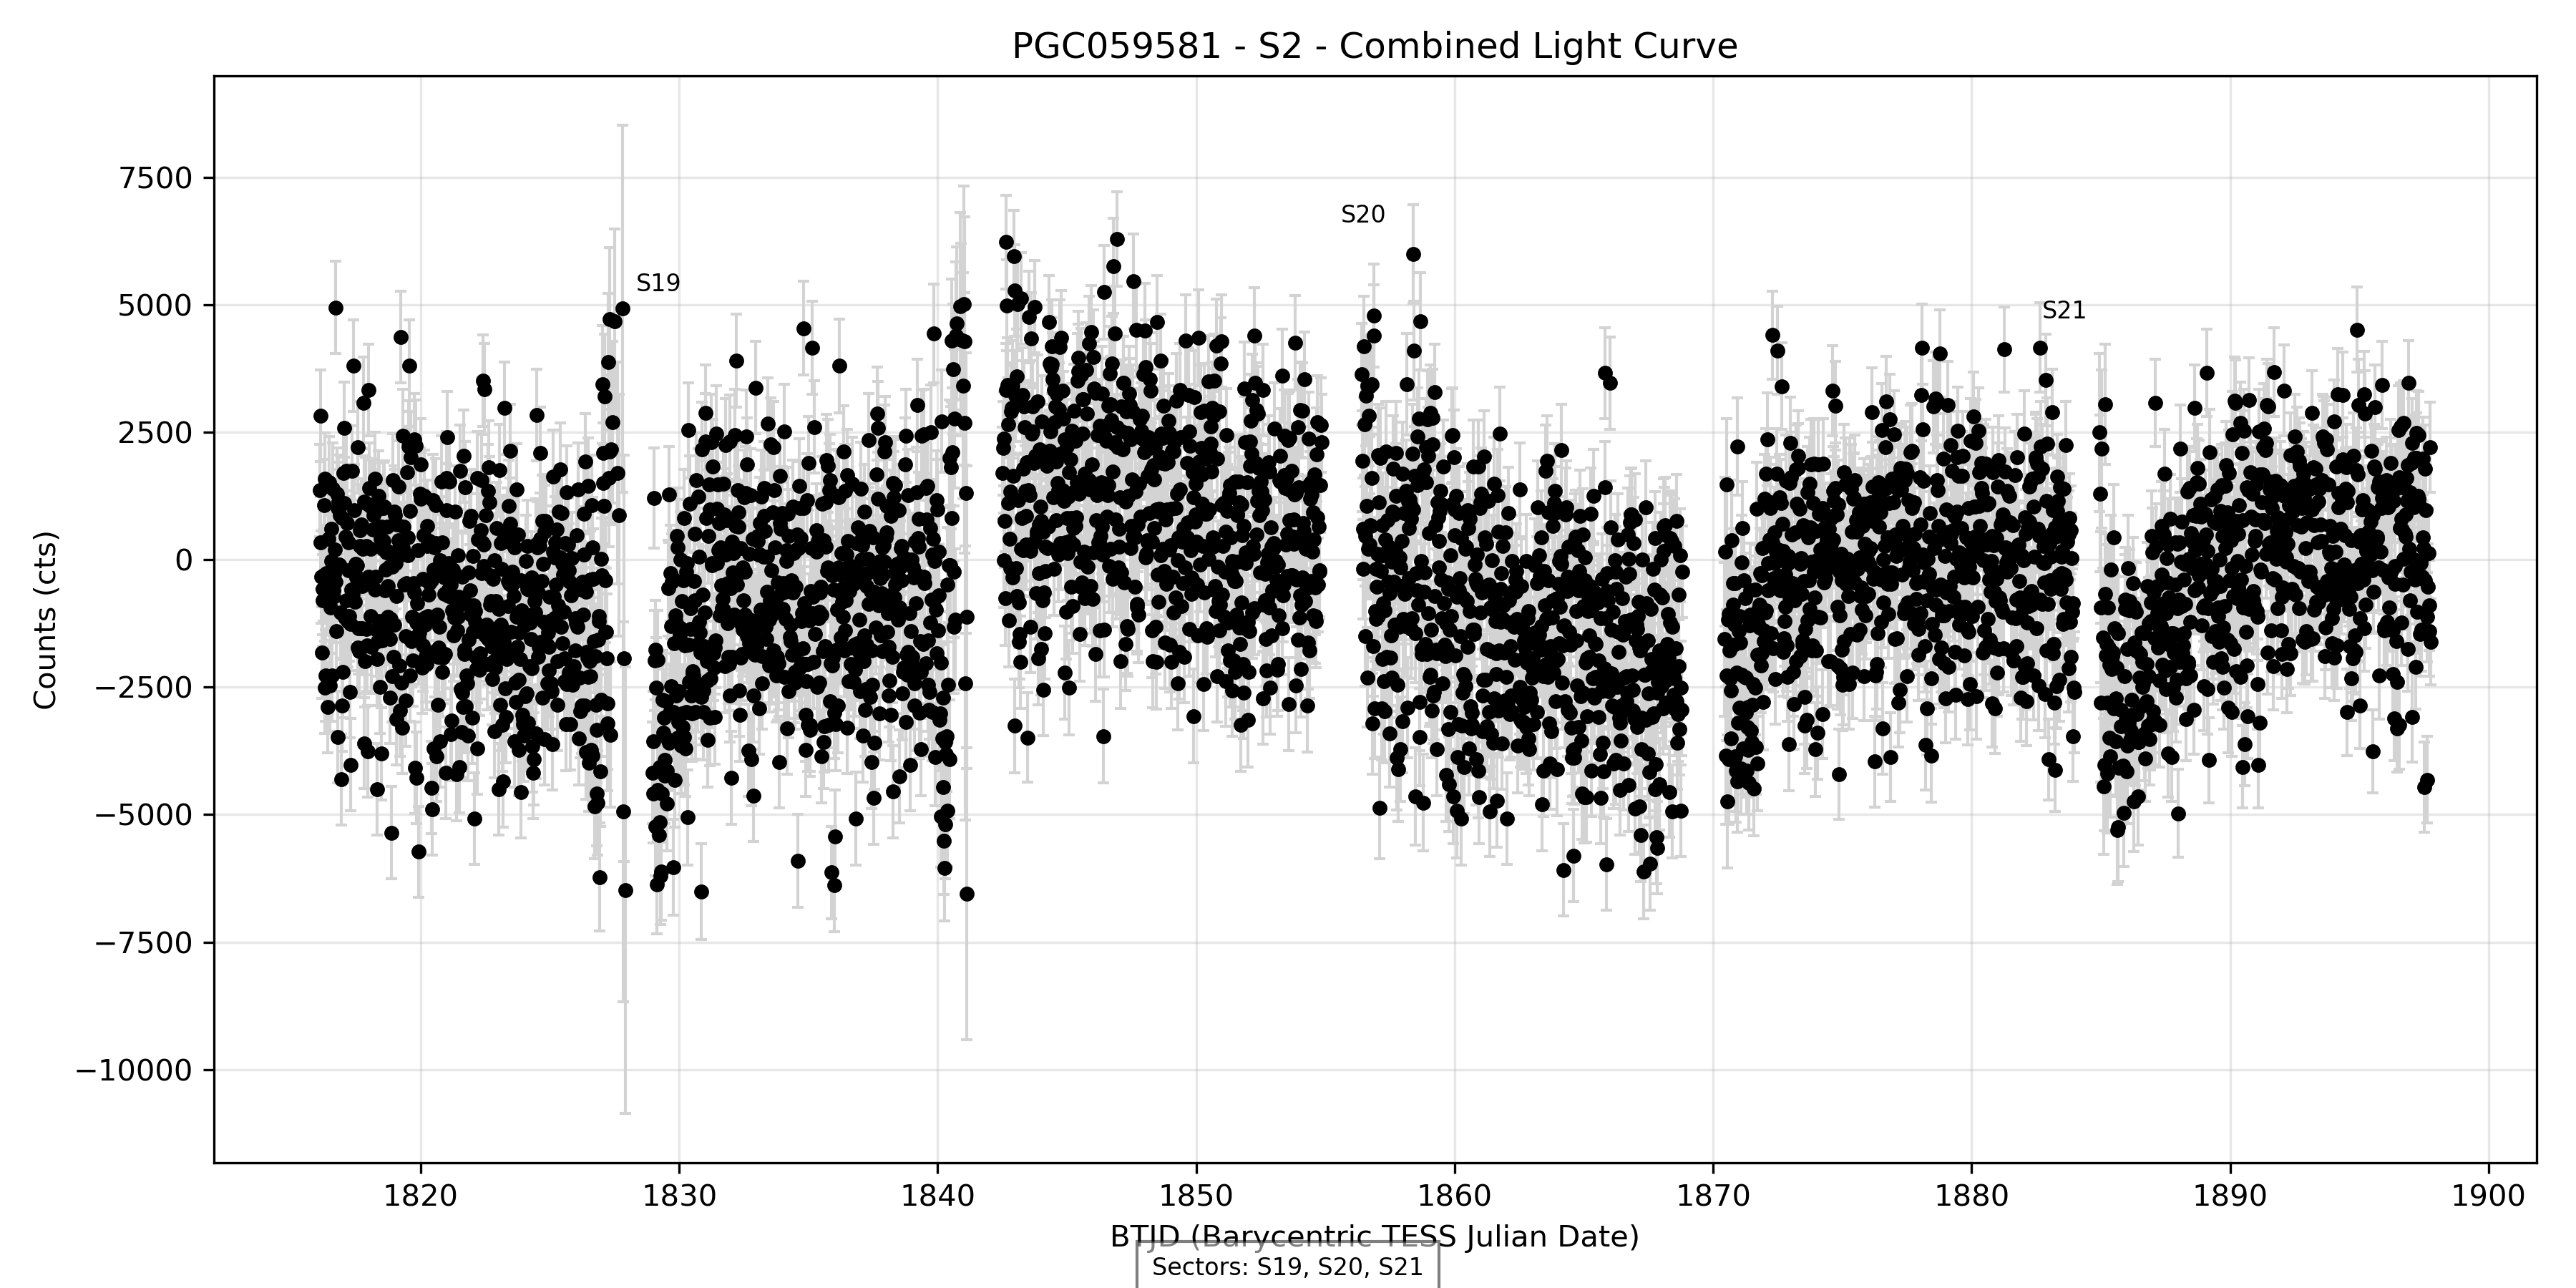 PGC059581 - S2 - Combined Light Curve
Counts (cts)
7500
5000
2500
0
−2500
−5000
−7500
−10000
S19
S20
S21
1820
1830
1840
1850
1860
1870
1880
1890
1900
BTJD (Barycentric TESS Julian Date)
Sectors: S19, S20, S21